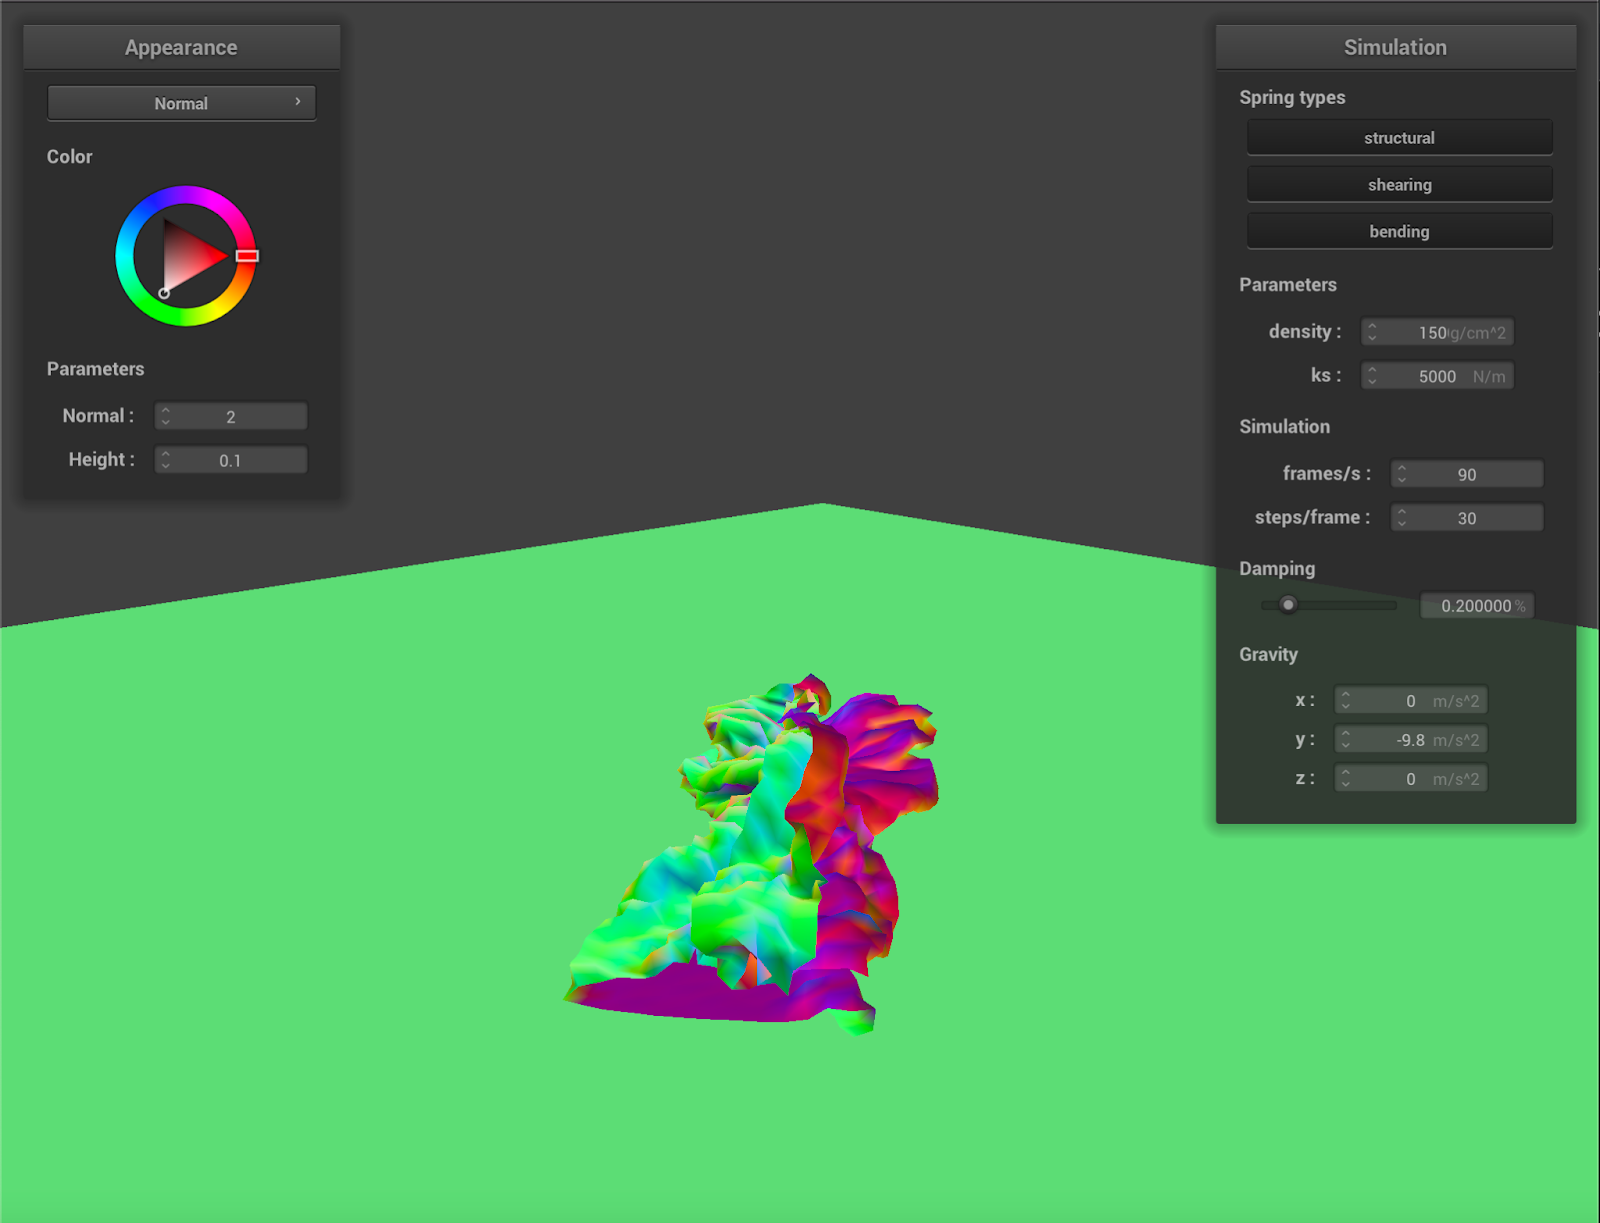 Appearance
Normal
Color
Parameters
Normal : 2
Height : 0.1
Simulation
Spring types
structural
shearing
bending
Parameters
density : 150 g/cm^2
ks : 5000 N/m
Simulation
frames/s : 90
steps/frame : 30
Damping
0.200000 %
Gravity
x : 0 m/s^2
y : -9.8 m/s^2
z : 0 m/s^2